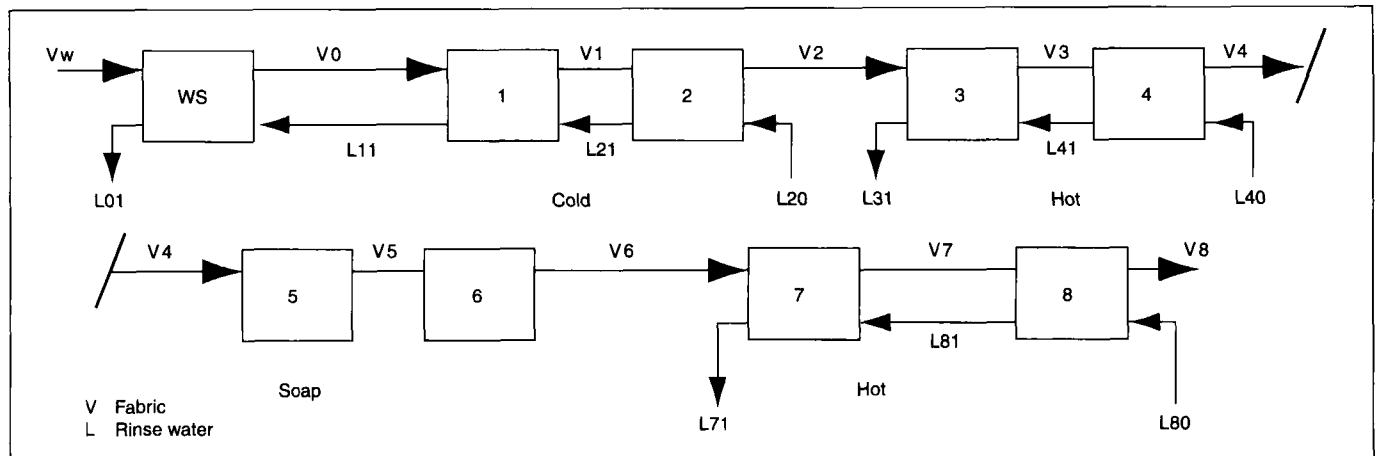 Vw V0 V1 V2 V3 V4
WS 1 2 3 4
L11 L21 L41
L01 Cold L20 L31 Hot L40
V4 V5 V6 V7 V8
5 6 7 8
L81
Soap Hot
V Fabric
L Rinse water
L71 L80